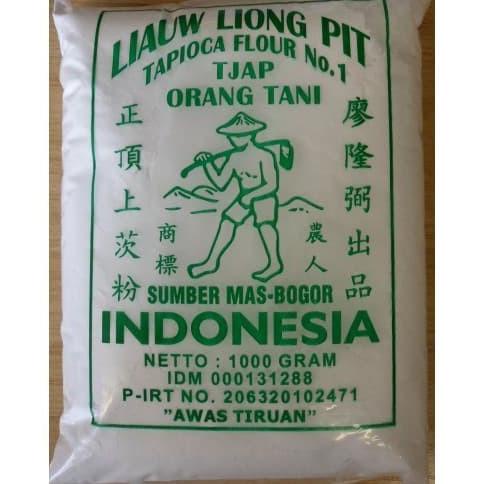 LIAUW LIONG PIT
TAPIOCA FLOUR No.1
TJAP
ORANG TANI
正頂上茨粉
商標
農人
廖隆弼出品
SUMBER MAS-BOGOR
INDONESIA
NETTO : 1000 GRAM
IDM 000131288
P-IRT NO. 206320102471
"AWAS TIRUAN"